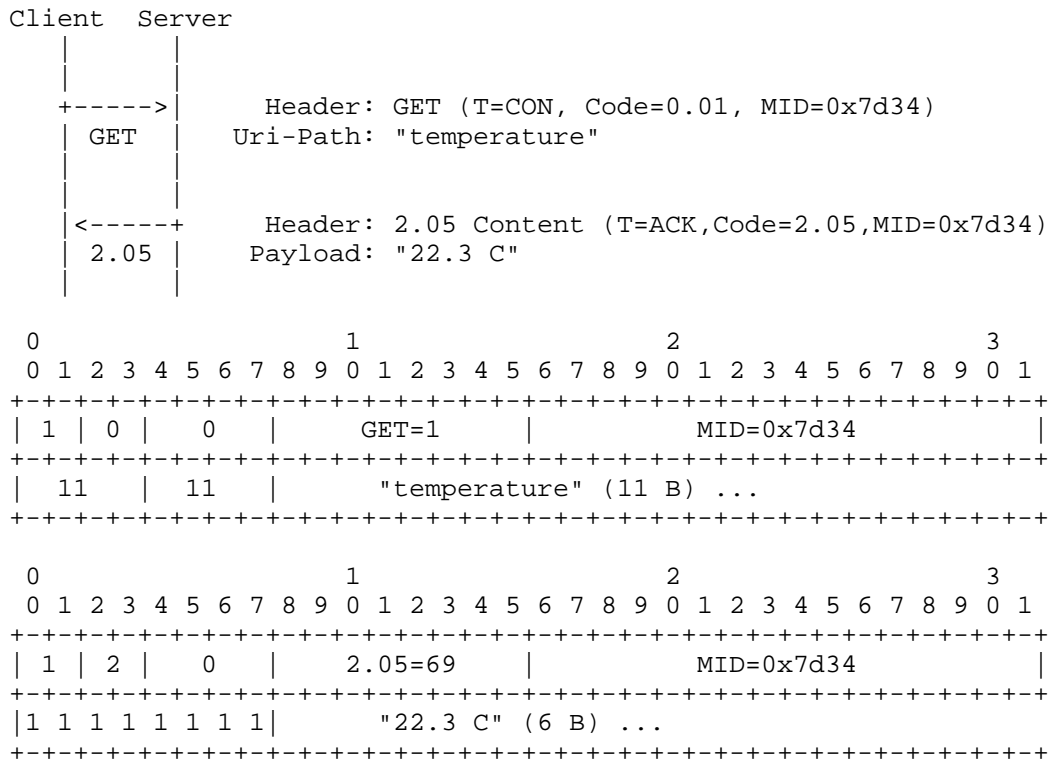 Client  Server
   |      |
   |      |
   +----->|     Header: GET (T=CON, Code=0.01, MID=0x7d34)
   | GET  |   Uri-Path: "temperature"
   |      |
   |      |
   |<-----+     Header: 2.05 Content (T=ACK,Code=2.05,MID=0x7d34)
   | 2.05 |    Payload: "22.3 C"
   |      |

 0                   1                   2                   3
 0 1 2 3 4 5 6 7 8 9 0 1 2 3 4 5 6 7 8 9 0 1 2 3 4 5 6 7 8 9 0 1
+-+-+-+-+-+-+-+-+-+-+-+-+-+-+-+-+-+-+-+-+-+-+-+-+-+-+-+-+-+-+-+-+
| 1 | 0 |   0   |     GET=1     |          MID=0x7d34           |
+-+-+-+-+-+-+-+-+-+-+-+-+-+-+-+-+-+-+-+-+-+-+-+-+-+-+-+-+-+-+-+-+
|  11   |  11   |      "temperature" (11 B) ...
+-+-+-+-+-+-+-+-+-+-+-+-+-+-+-+-+-+-+-+-+-+-+-+-+-+-+-+-+-+-+-+-+

 0                   1                   2                   3
 0 1 2 3 4 5 6 7 8 9 0 1 2 3 4 5 6 7 8 9 0 1 2 3 4 5 6 7 8 9 0 1
+-+-+-+-+-+-+-+-+-+-+-+-+-+-+-+-+-+-+-+-+-+-+-+-+-+-+-+-+-+-+-+-+
| 1 | 2 |   0   |    2.05=69    |          MID=0x7d34           |
+-+-+-+-+-+-+-+-+-+-+-+-+-+-+-+-+-+-+-+-+-+-+-+-+-+-+-+-+-+-+-+-+
|1 1 1 1 1 1 1 1|      "22.3 C" (6 B) ...
+-+-+-+-+-+-+-+-+-+-+-+-+-+-+-+-+-+-+-+-+-+-+-+-+-+-+-+-+-+-+-+-+